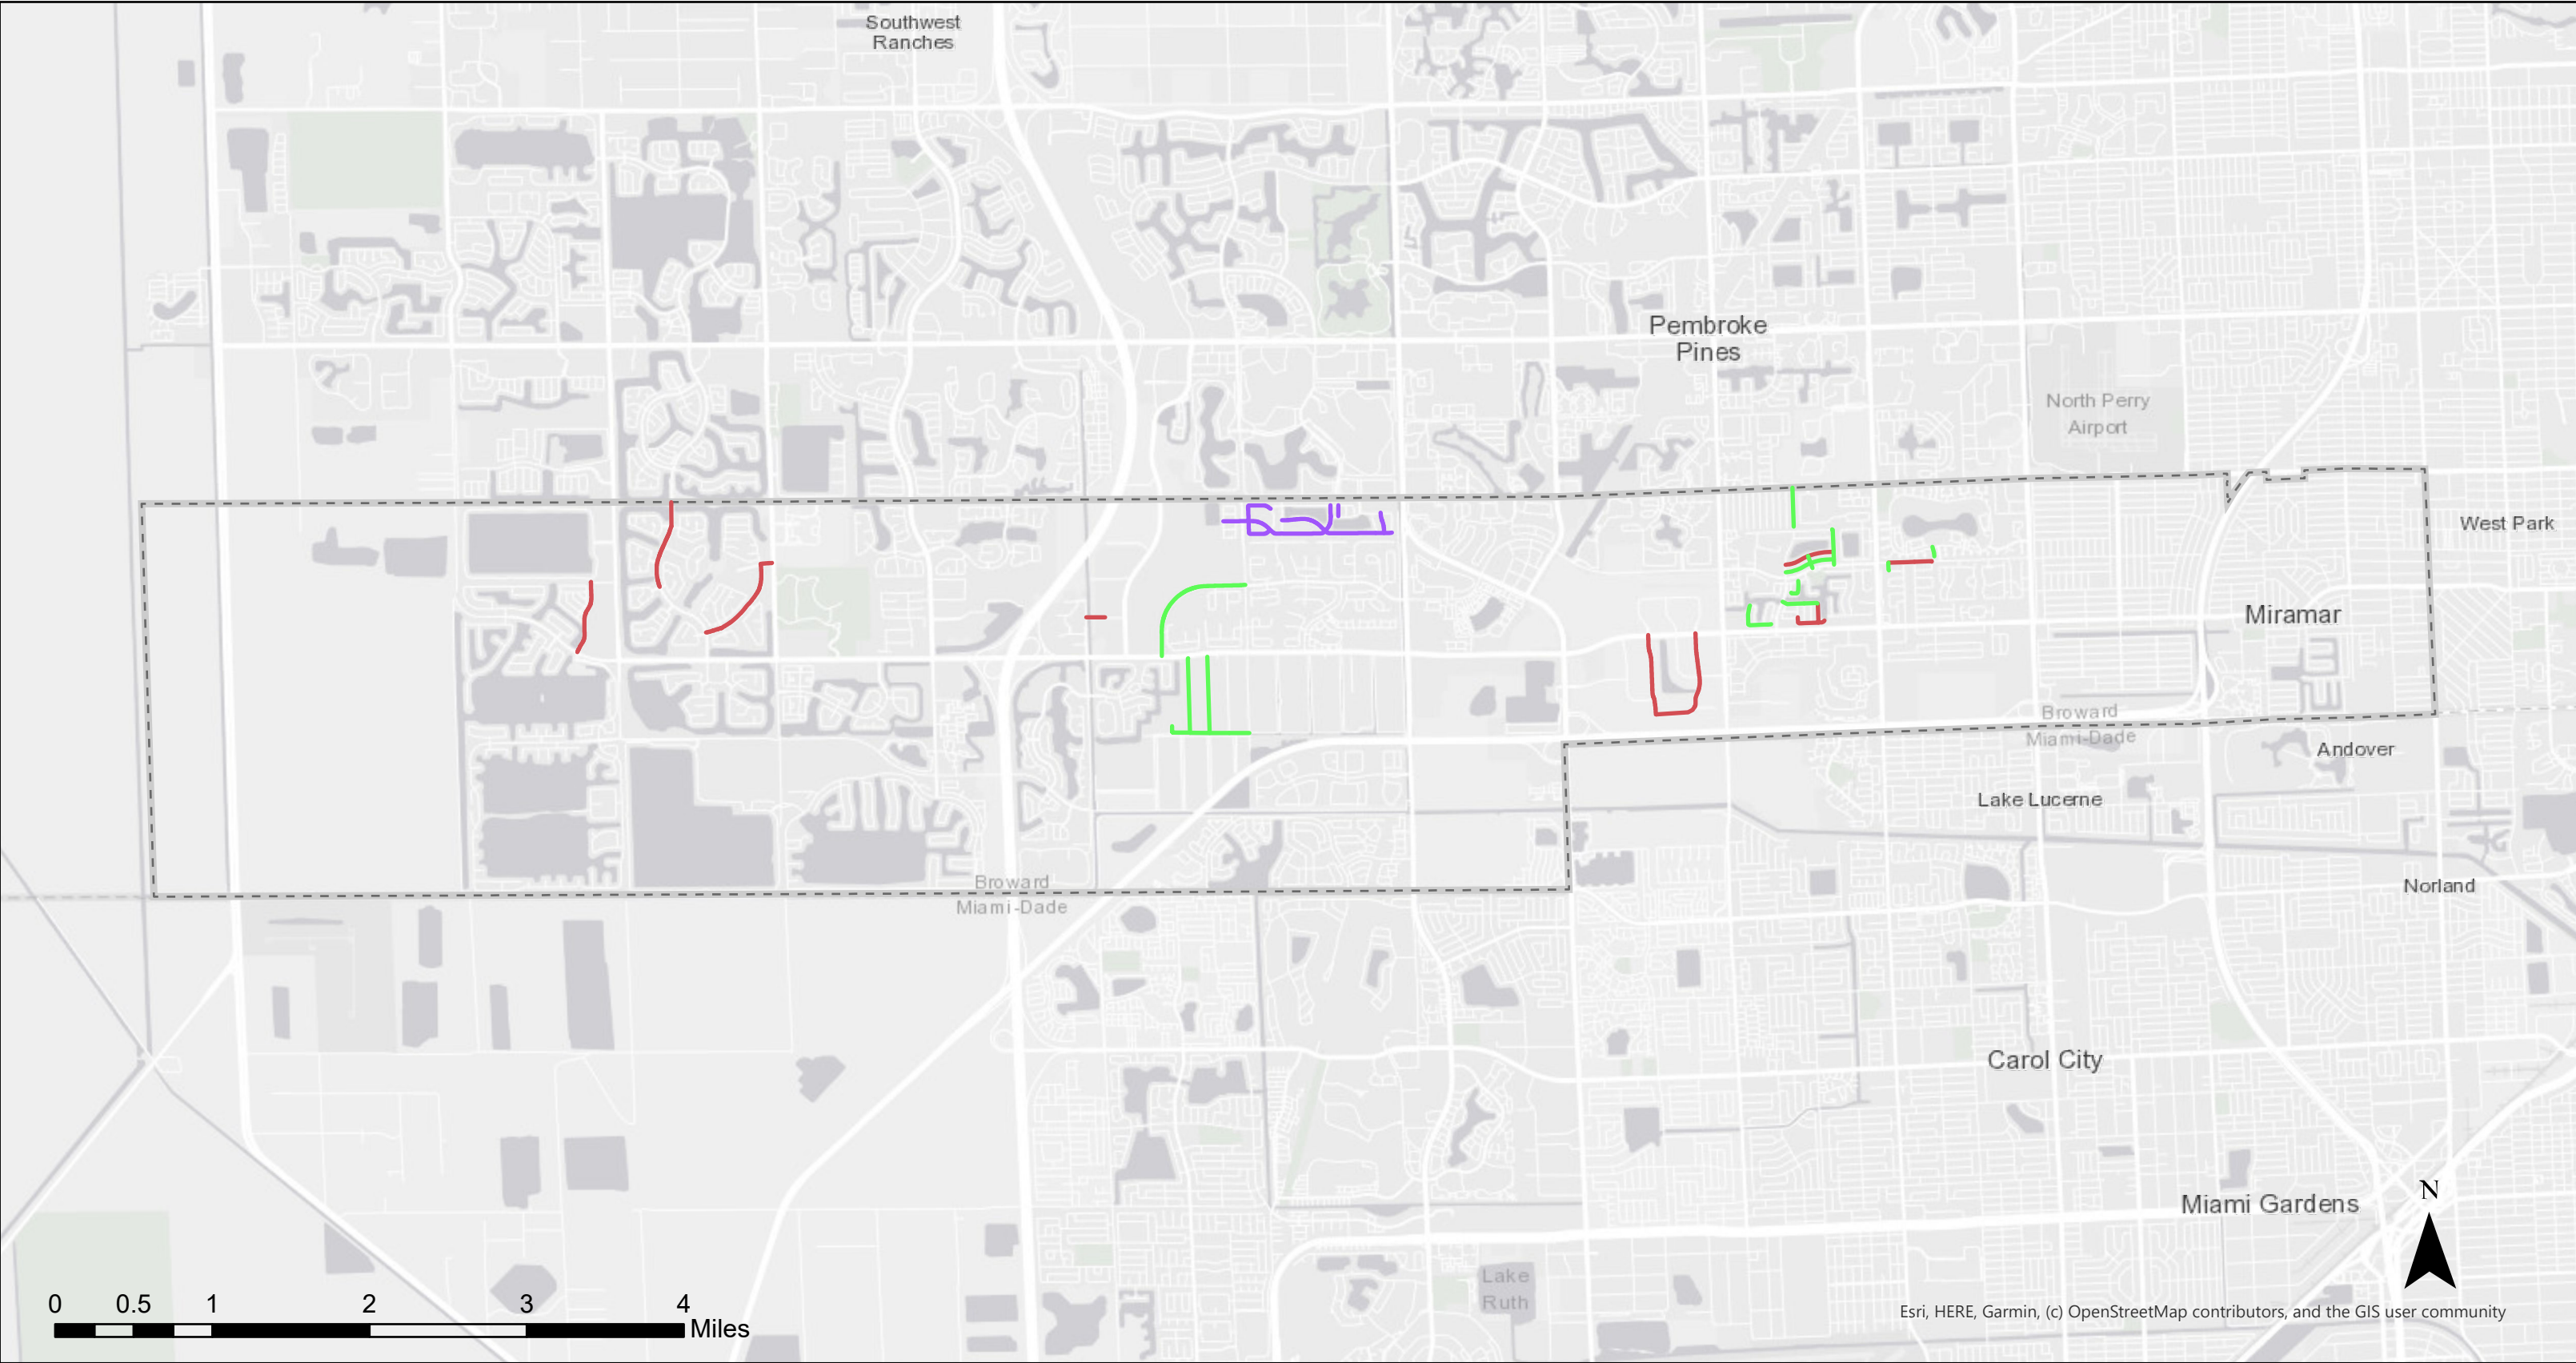 Southwest
Ranches
Pembroke
Pines
North Perry
Airport
West Park
Miramar
Broward
Miami-Dade
Andover
Lake Lucerne
Broward
Miami-Dade
Norland
Carol City
Miami Gardens
N
Lake
Ruth
0 0.5 1 2 3 4
Miles
Esri, HERE, Garmin, (c) OpenStreetMap contributors, and the GIS user community